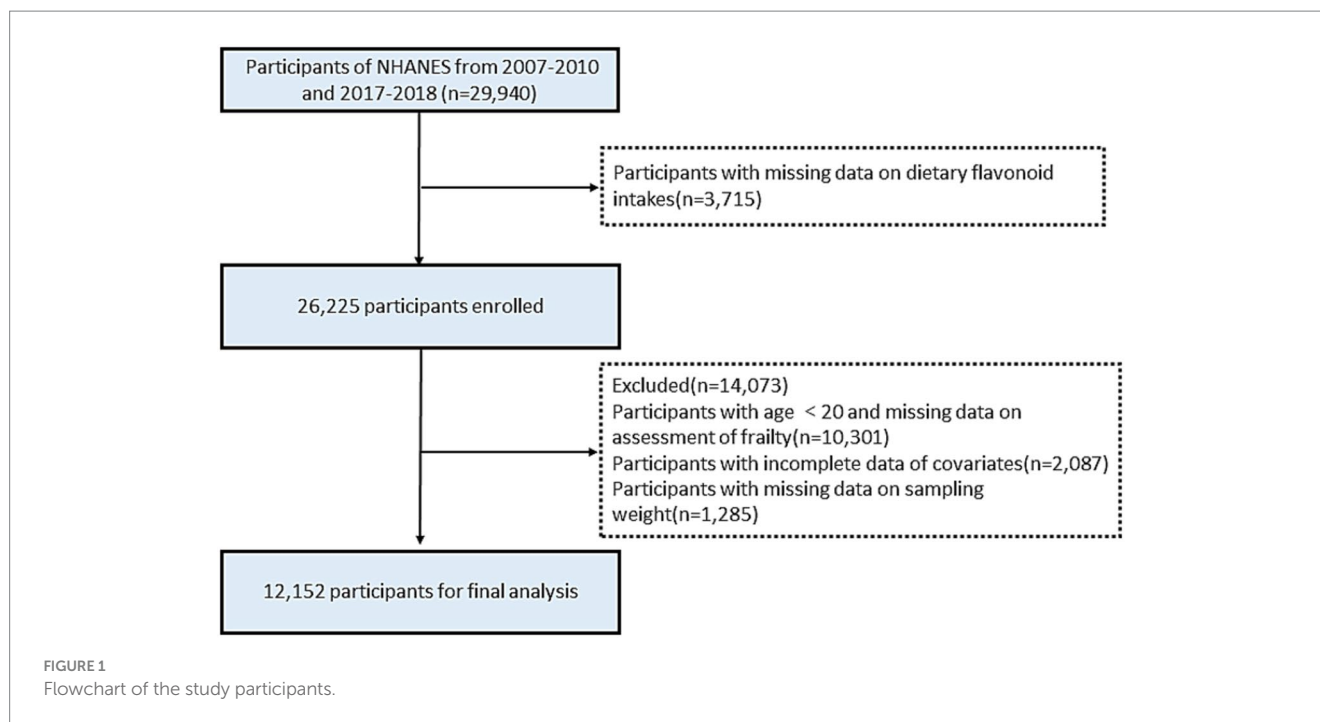 Participants of NHANES from 2007-2010
and 2017-2018 (n=29,940)
Participants with missing data on dietary flavonoid
intakes(n=3,715)
26,225 participants enrolled
Excluded(n=14,073)
Participants with age < 20 and missing data on
assessment of frailty(n=10,301)
Participants with incomplete data of covariates(n=2,087)
Participants with missing data on sampling
weight(n=1,285)
12,152 participants for final analysis
FIGURE 1
Flowchart of the study participants.